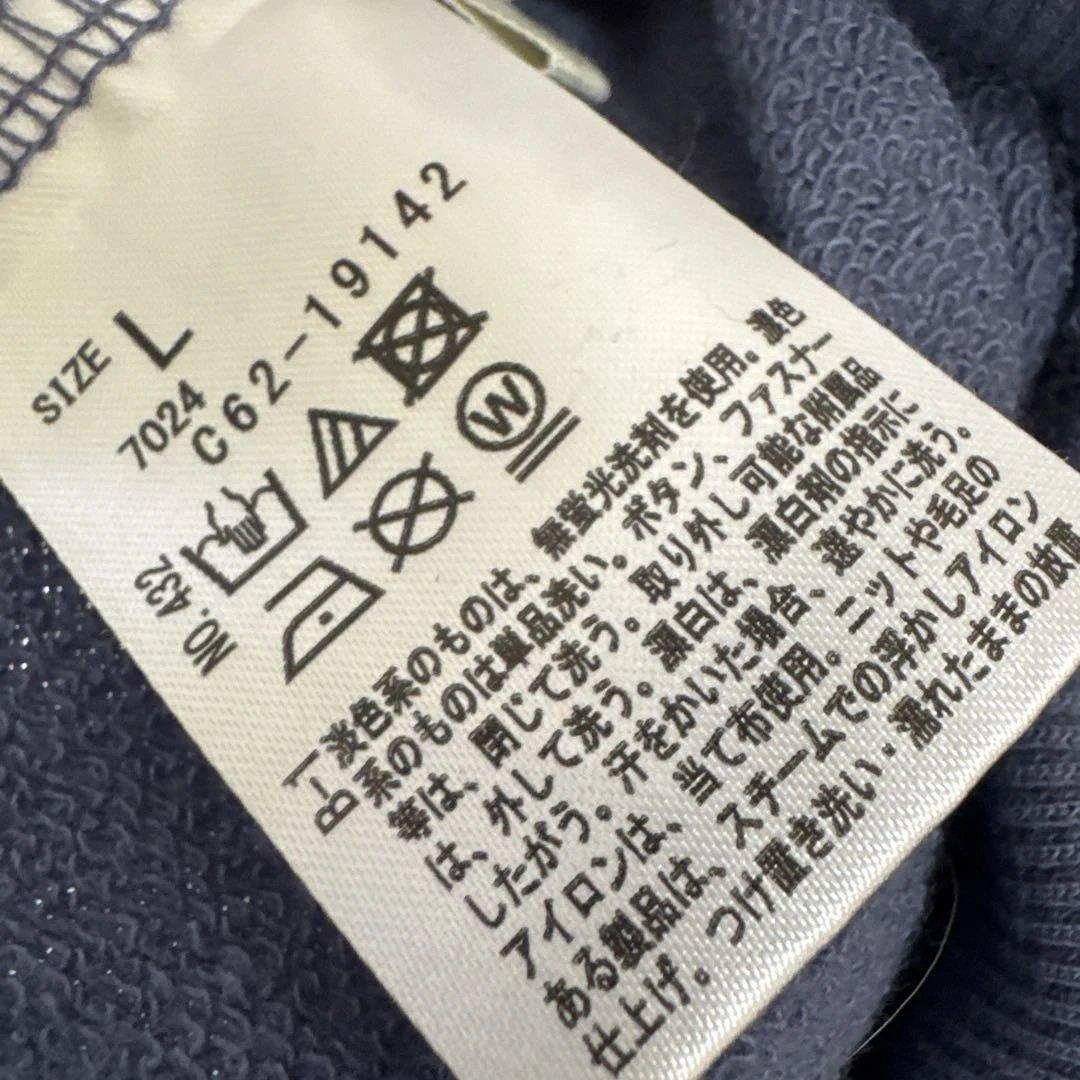 SIZE L
7024
C62-19142
W
NO.432
B-1 淡色系のものは、無蛍光洗剤を使用。濃色
系のものは単品洗い。ボタン、ファスナー
等は、閉じて洗う。取り外し可能な附属品
は、外して洗う。漂白は、漂白剤の指示に
したがう。汗をかいた場合、速やかに洗う。
アイロンは、当て布使用。ニットや毛足の
ある製品は、スチームでの浮かしアイロン
仕上げ。つけ置き洗い・濡れたままの放置